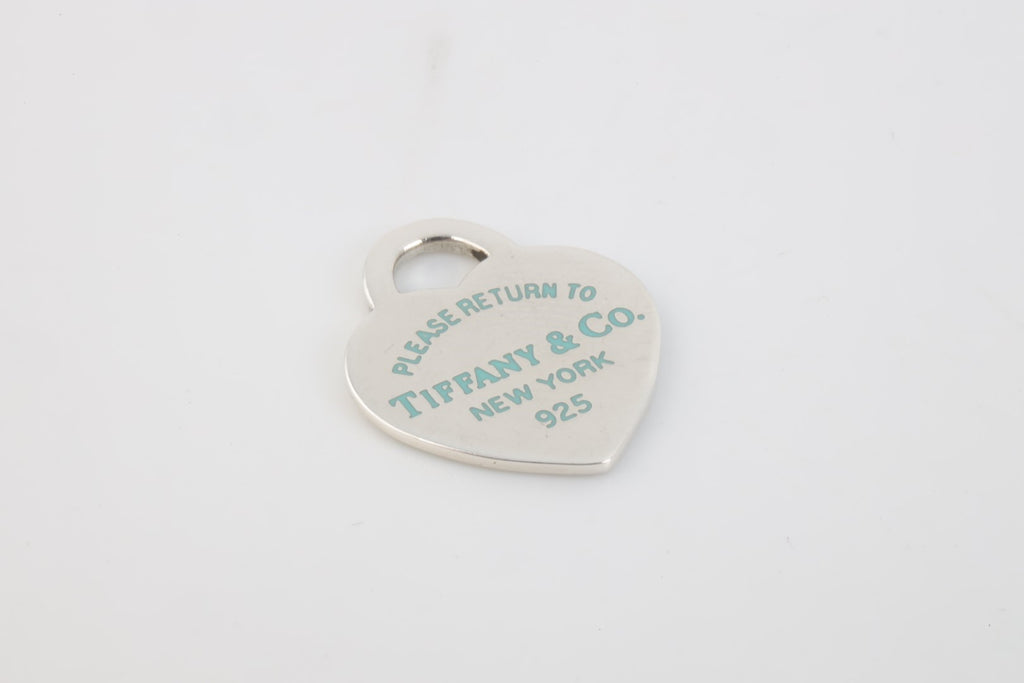 PLEASE RETURN TO
TIFFANY & CO.
NEW YORK
925